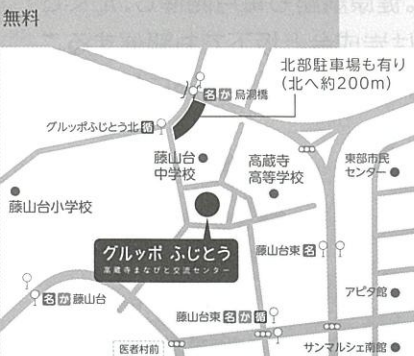 無料
北部駐車場も有り
(北へ約200m)
名か 鳥洞橋
グルッポふじとう北 循
藤山台
中学校
高蔵寺
高等学校
東部市民
センター
藤山台小学校
グルッポ ふじとう
高蔵寺まなびと交流センター
藤山台東 名
名か 藤山台
アピタ館
藤山台東 名か循
医者村前
サンマルシェ南館